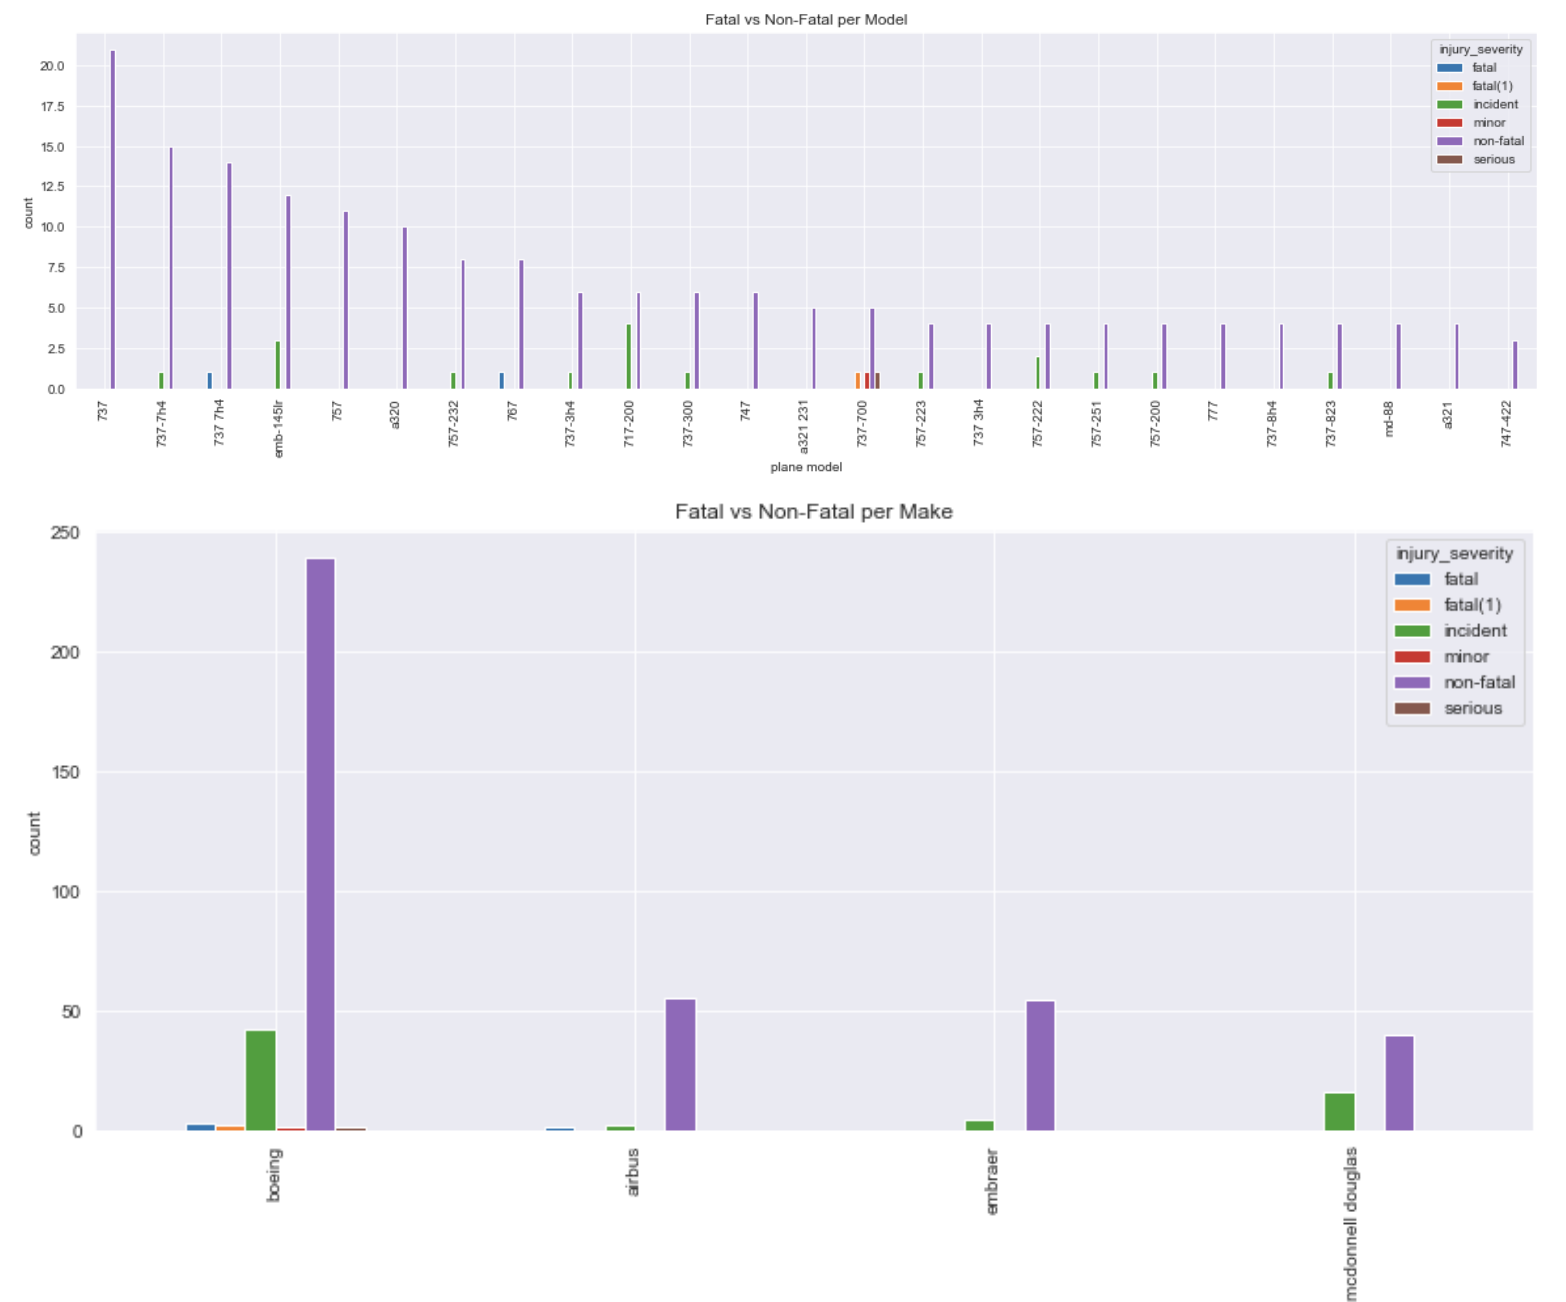 Fatal vs Non-Fatal per Model
injury_severity
fatal
fatal(1)
incident
minor
non-fatal
serious
20.0
17.5
15.0
12.5
10.0
7.5
5.0
2.5
0.0
count
737
737-7h4
737 7h4
emb-145lr
757
a320
757-232
767
737-3h4
717-200
737-300
747
a321 231
737-700
757-223
737 3h4
757-222
757-251
757-200
777
737-8h4
737-823
md-88
a321
747-422
plane model
Fatal vs Non-Fatal per Make
injury_severity
fatal
fatal(1)
incident
minor
non-fatal
serious
250
200
150
100
50
0
count
boeing
airbus
embraer
mcdonnell douglas